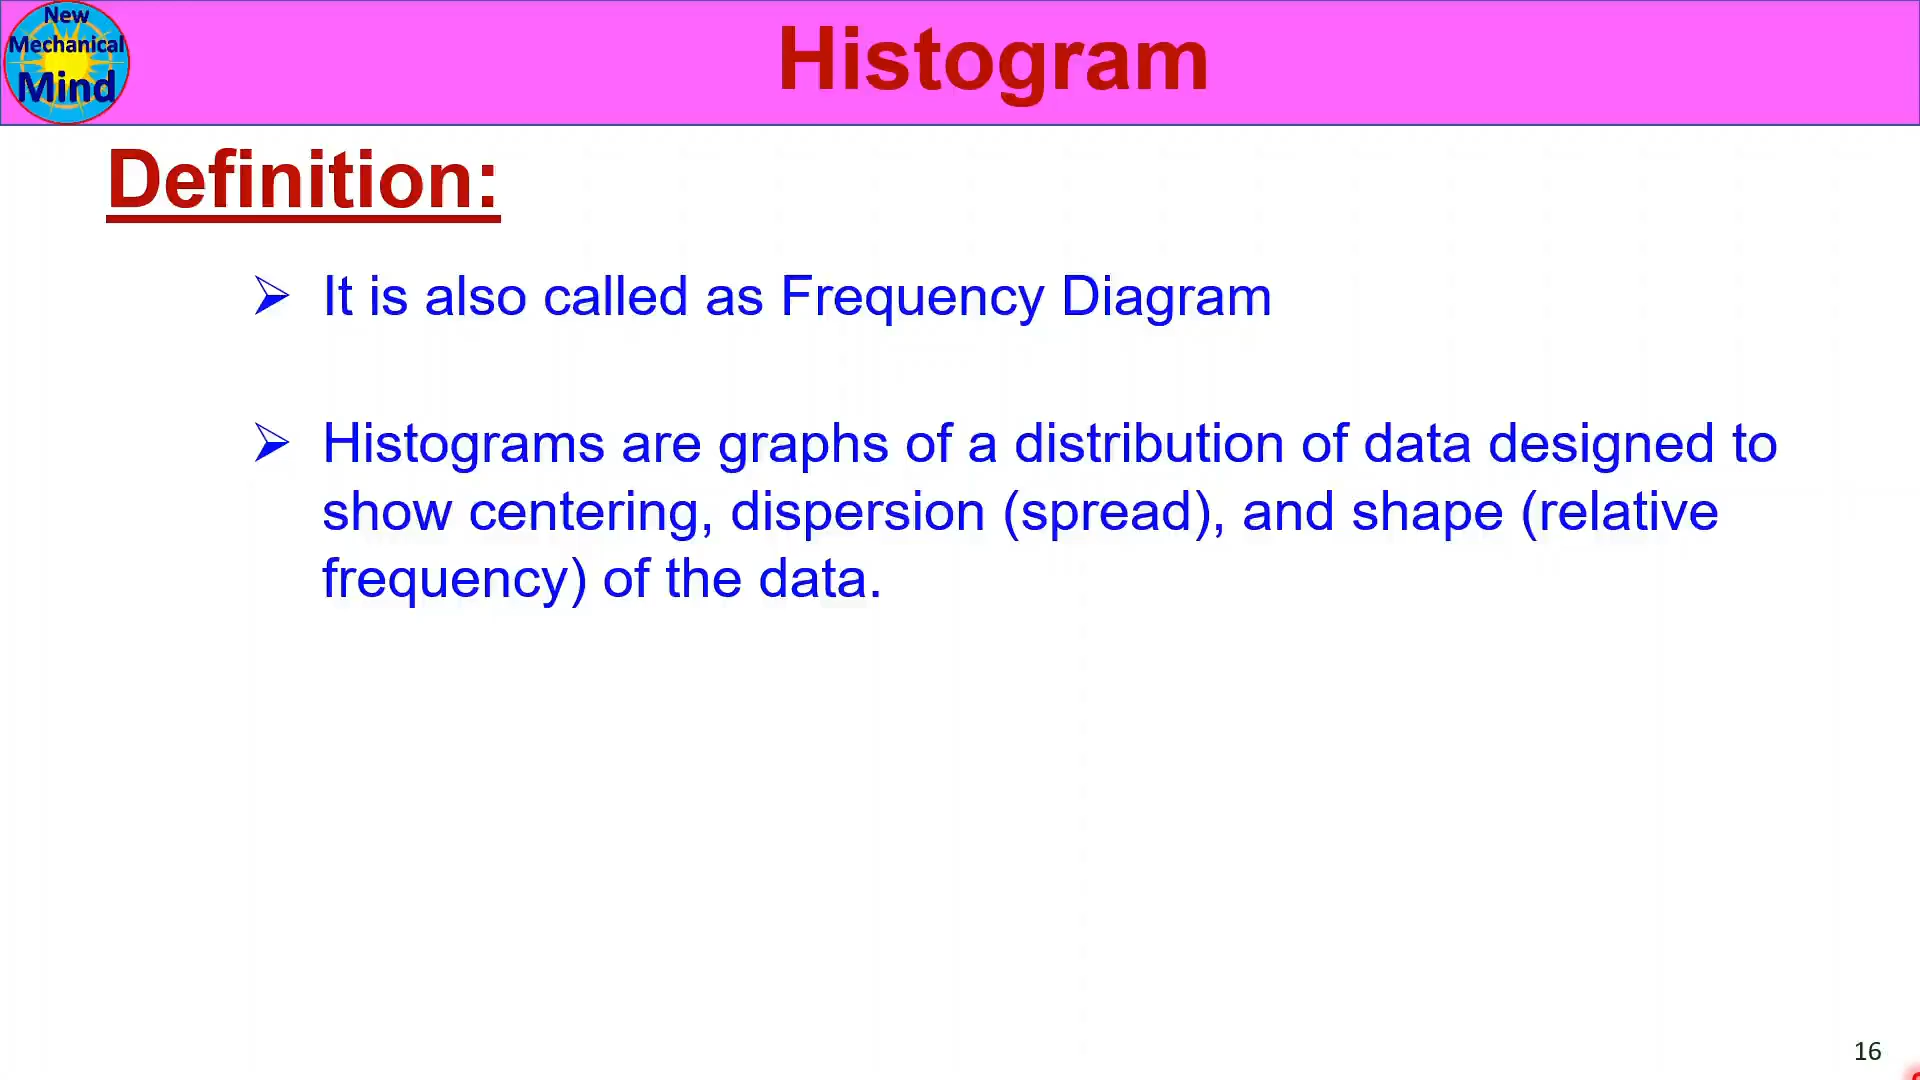 New
Mechanical
Mind
Histogram
Definition:
➢ It is also called as Frequency Diagram
➢ Histograms are graphs of a distribution of data designed to
show centering, dispersion (spread), and shape (relative
frequency) of the data.
16